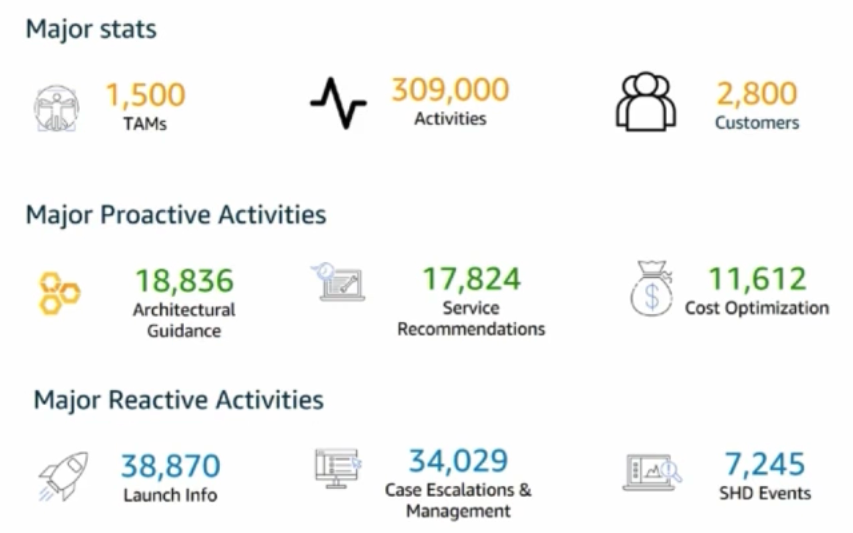 Major stats
1,500
TAMs
309,000
Activities
2,800
Customers
Major Proactive Activities
18,836
Architectural
Guidance
17,824
Service
Recommendations
11,612
Cost Optimization
Major Reactive Activities
38,870
Launch Info
34,029
Case Escalations &
Management
7,245
SHD Events